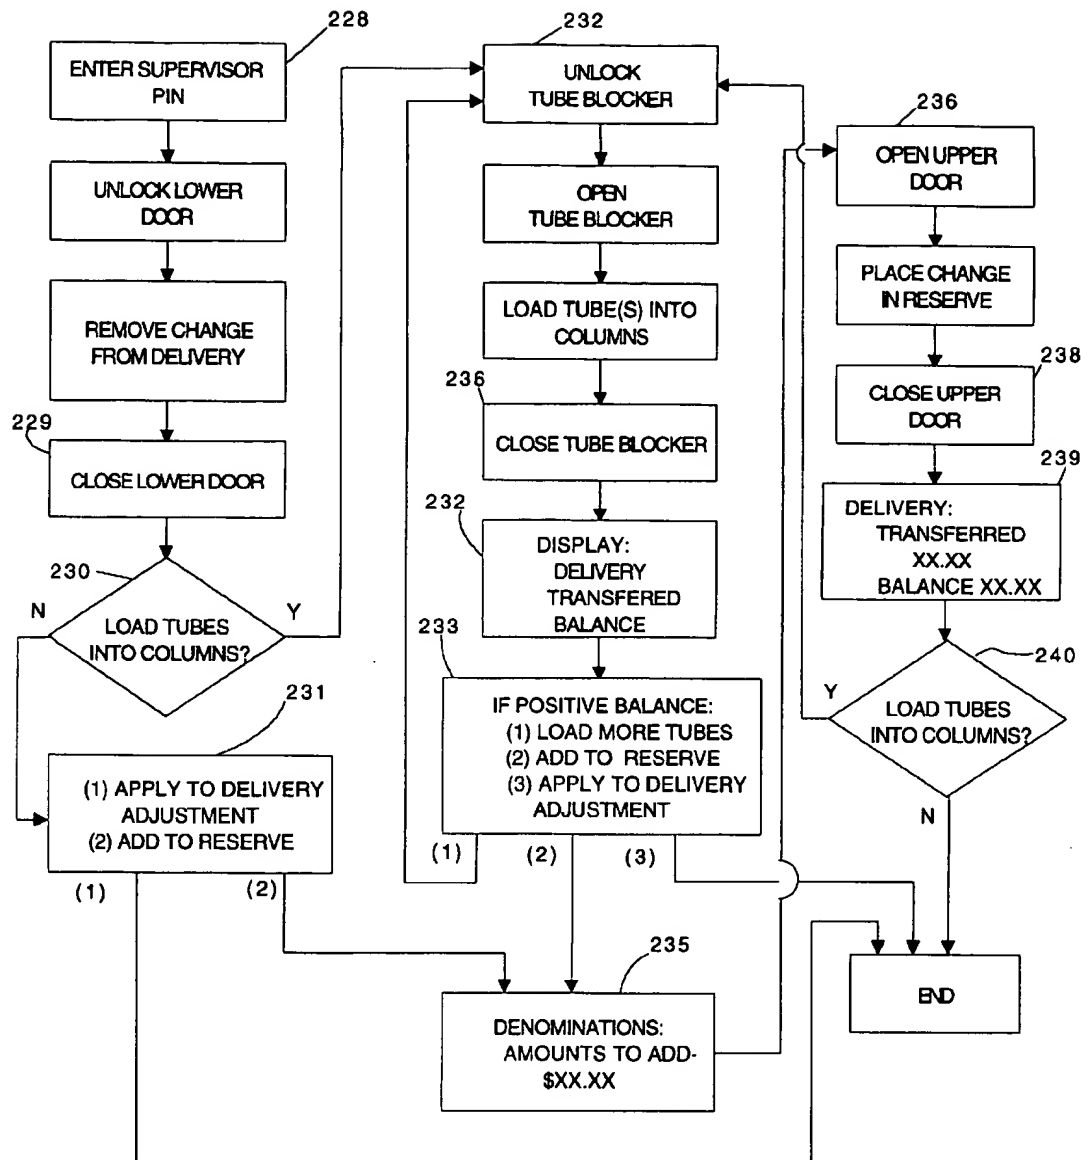 228
ENTER SUPERVISOR
PIN
UNLOCK LOWER
DOOR
REMOVE CHANGE
FROM DELIVERY
229
CLOSE LOWER DOOR
230
N
Y
LOAD TUBES
INTO COLUMNS?
231
(1) APPLY TO DELIVERY
ADJUSTMENT
(2) ADD TO RESERVE
(1)
(2)
232
UNLOCK
TUBE BLOCKER
OPEN
TUBE BLOCKER
LOAD TUBE(S) INTO
COLUMNS
236
CLOSE TUBE BLOCKER
232
DISPLAY:
DELIVERY
TRANSFERED
BALANCE
233
IF POSITIVE BALANCE:
(1) LOAD MORE TUBES
(2) ADD TO RESERVE
(3) APPLY TO DELIVERY
ADJUSTMENT
(1)
(2)
(3)
235
DENOMINATIONS:
AMOUNTS TO ADD-
$XX.XX
236
OPEN UPPER
DOOR
PLACE CHANGE
IN RESERVE
238
CLOSE UPPER
DOOR
239
DELIVERY:
TRANSFERRED
XX.XX
BALANCE XX.XX
240
Y
LOAD TUBES
INTO COLUMNS?
N
END